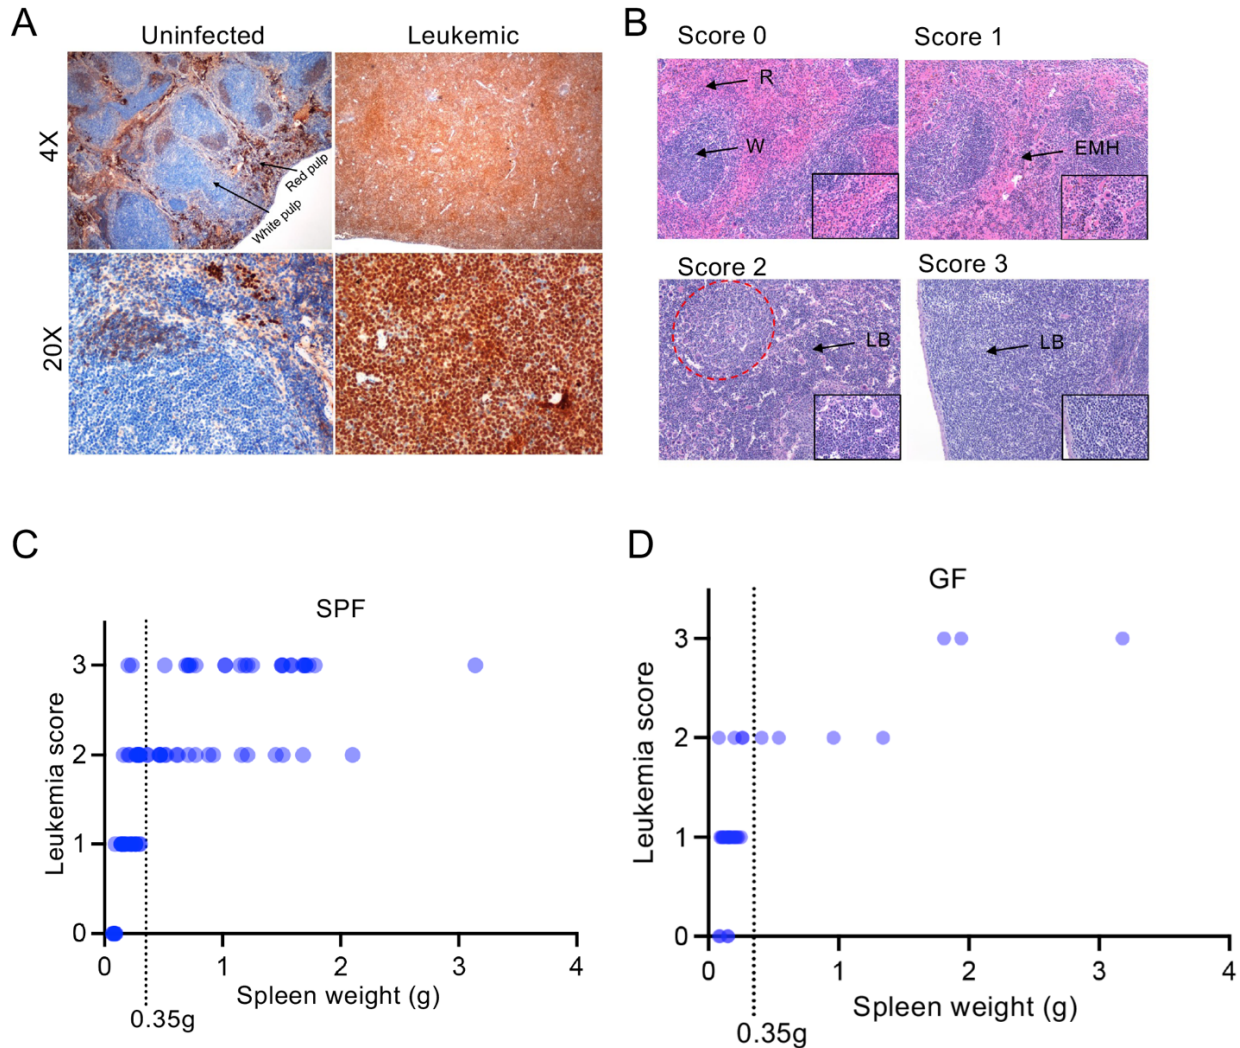 A
Uninfected
Leukemic
4X
Red pulp
White pulp
20X
B
Score 0
Score 1
R
W
EMH
Score 2
Score 3
LB
LB
C
SPF
Leukemia score
3
2
1
0
0
1
2
3
4
Spleen weight (g)
0.35g
D
GF
Leukemia score
3
2
1
0
0
1
2
3
4
Spleen weight (g)
0.35g